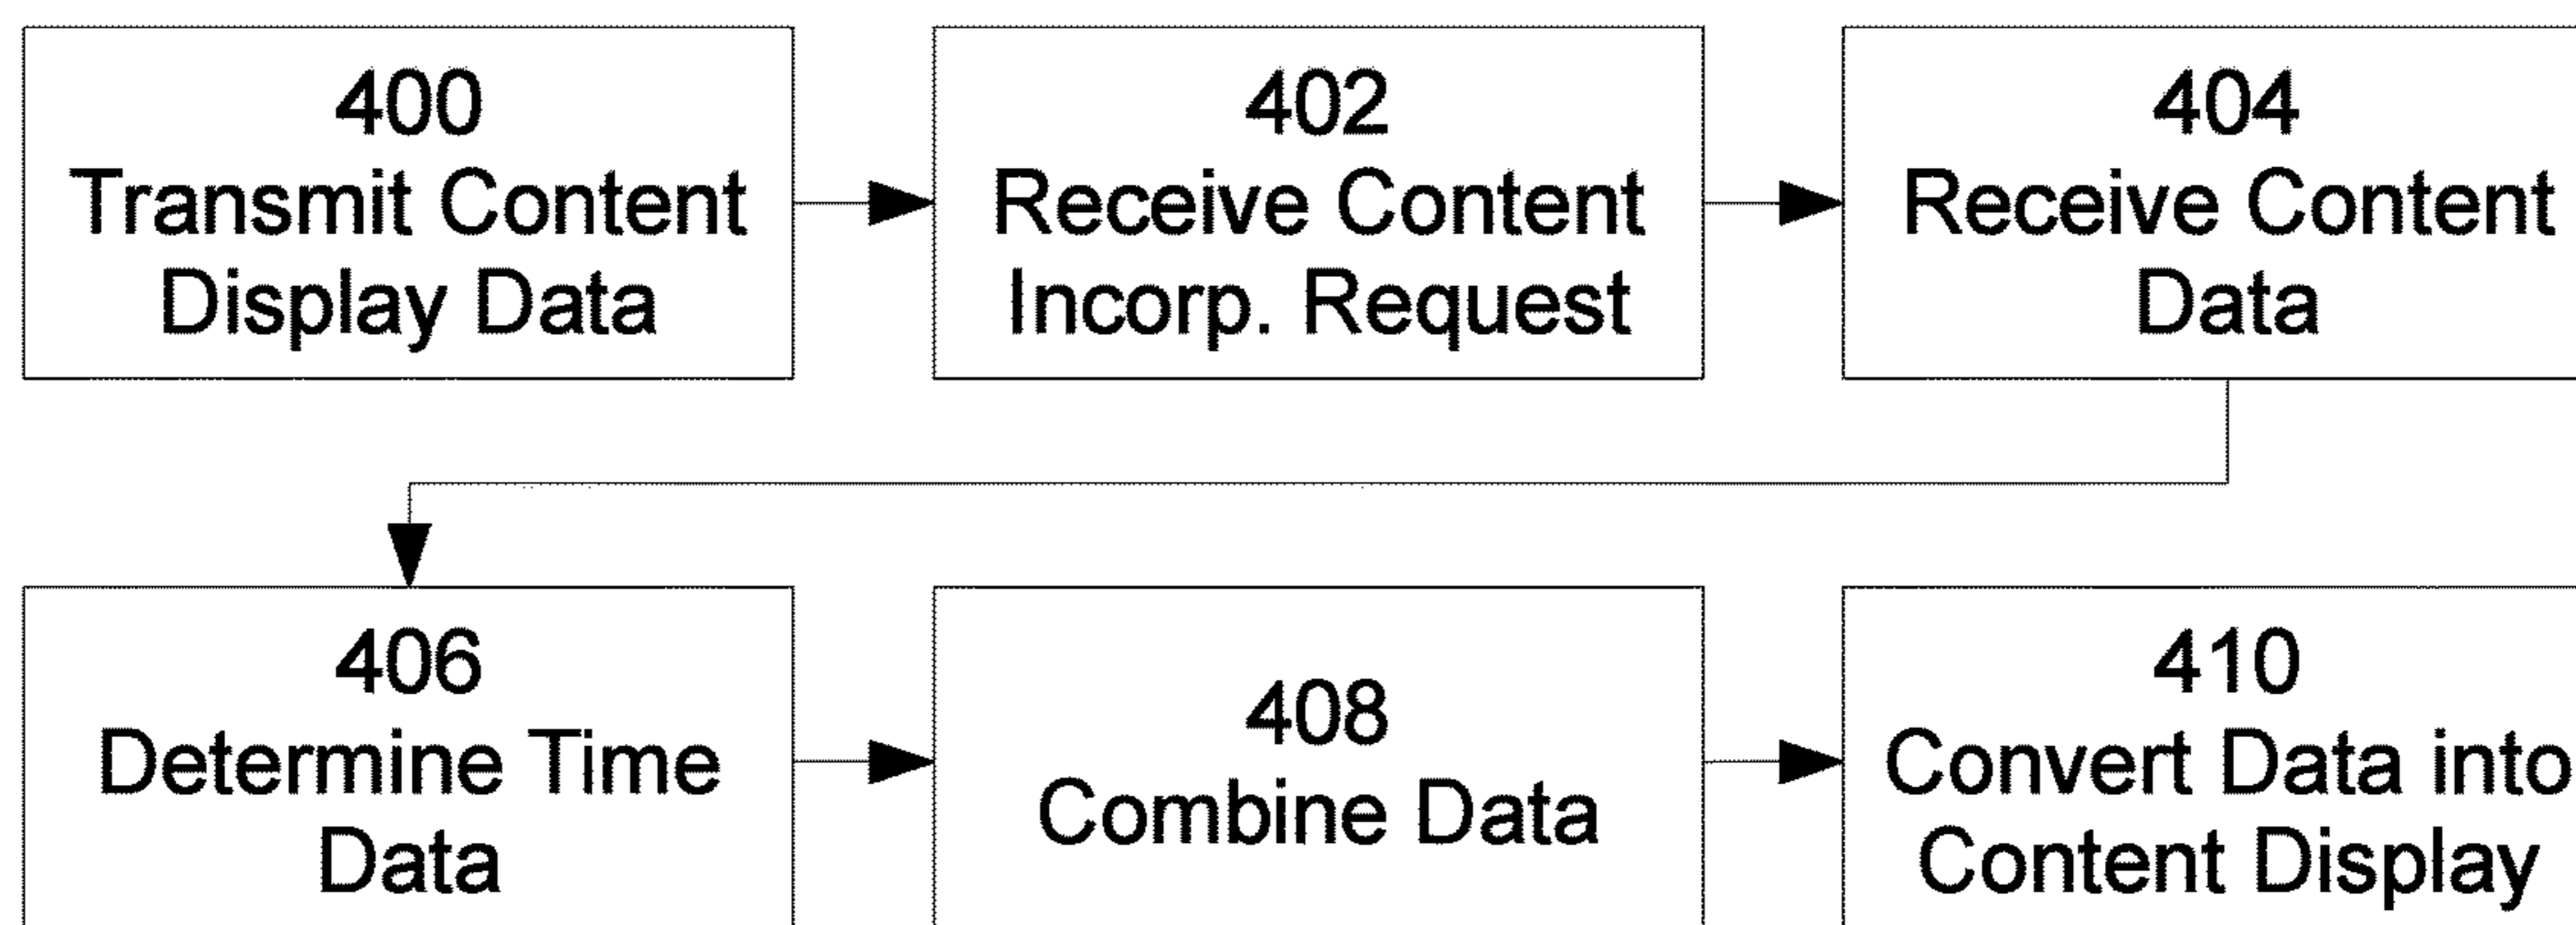 400
Transmit Content
Display Data
402
Receive Content
Incorp. Request
404
Receive Content
Data
406
Determine Time
Data
408
Combine Data
410
Convert Data into
Content Display